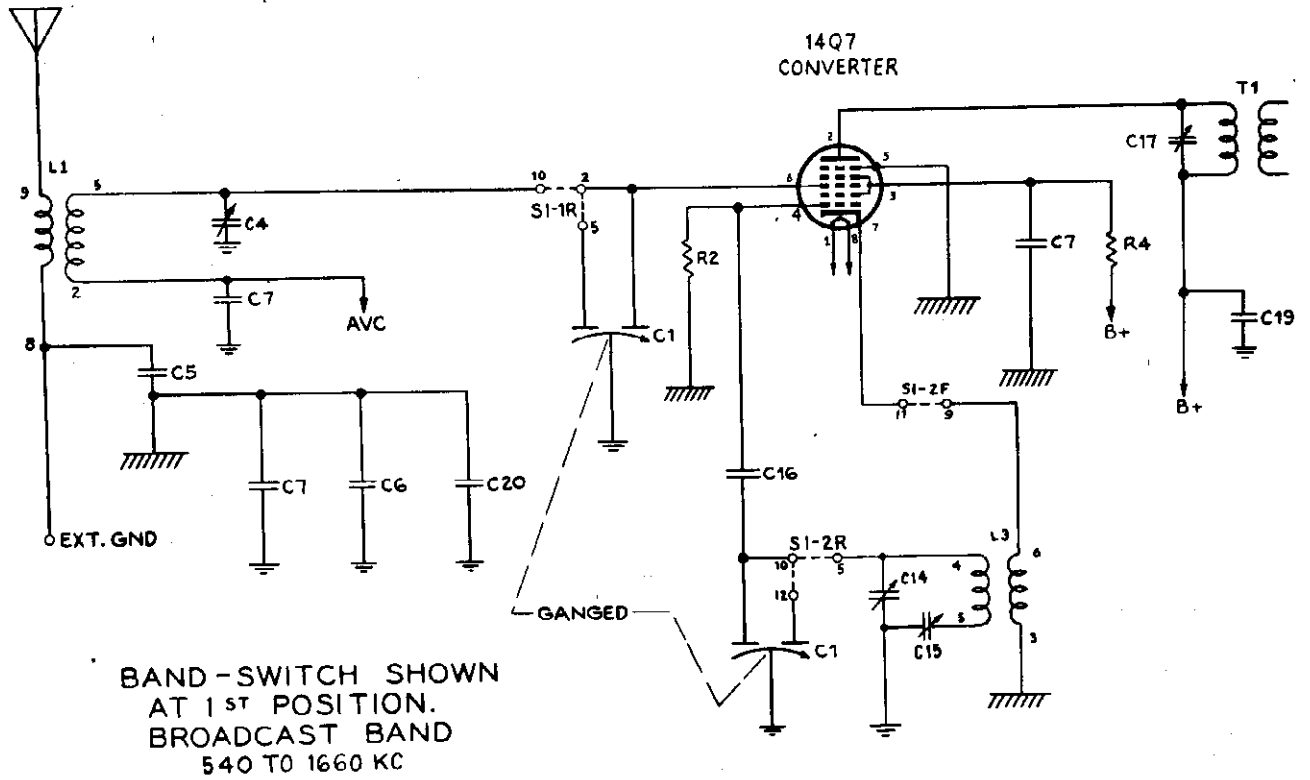 14Q7
CONVERTER
T1
C17
L1
9
5
2
8
C4
C7
AVC
C5
C7
C6
C20
EXT. GND
10
2
S1-1R
5
C1
2
5
6
3
4
7
1
8
R2
C7
R4
B+
C19
B+
S1-2F
11
9
C16
S1-2R
10
5
12
C14
C15
C1
L3
4
6
5
3
GANGED
BAND-SWITCH SHOWN
AT 1ST POSITION.
BROADCAST BAND
540 TO 1660 KC